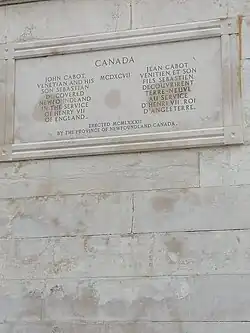 CANADA
MCDXCVII
JOHN CABOT
VENETIAN AND HIS
SON SEBASTIAN
DISCOVERED
NEWFOUNDLAND
IN THE SERVICE
OF HENRY VII
OF ENGLAND.
JEAN CABOT
VENITIEN ET SON
FILS SEBASTIEN
DECOUVRIRENT
TERRE-NEUVE
AU SERVICE
D'HENRI VII. ROI
D'ANGLETERRE.
ERECTED MCMLXXXII
BY THE PROVINCE OF NEWFOUNDLAND, CANADA.